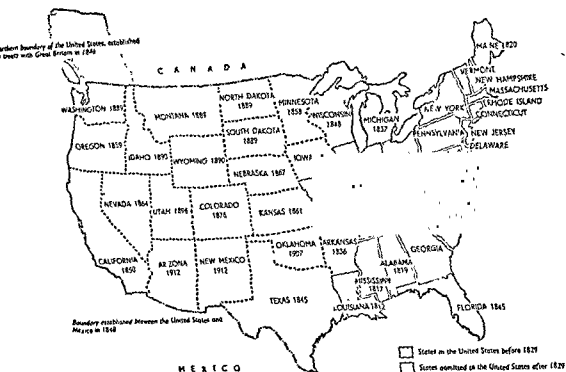 Northern boundary of the United States, established
treaty with Great Britain in 1846
CANADA
MAINE 1820
VERMONT
NEW HAMPSHIRE
MASSACHUSETTS
RHODE ISLAND
CONNECTICUT
NEW YORK
PENNSYLVANIA
NEW JERSEY
DELAWARE
WASHINGTON 1889
MONTANA 1889
NORTH DAKOTA
1889
MINNESOTA
1858
WISCONSIN
1848
MICHIGAN
1837
OREGON 1859
IDAHO 1890
WYOMING 1890
SOUTH DAKOTA
1889
IOWA
NEBRASKA 1867
NEVADA 1864
UTAH 1896
COLORADO
1876
KANSAS 1861
CALIFORNIA
1850
ARIZONA
1912
NEW MEXICO
1912
OKLAHOMA
1907
ARKANSAS
1836
TEXAS 1845
MISSISSIPPI
1817
ALABAMA
1819
GEORGIA
LOUISIANA 1812
FLORIDA 1845
Boundary established between the United States and
Mexico in 1848
MEXICO
States in the United States before 1829
States admitted to the United States after 1829